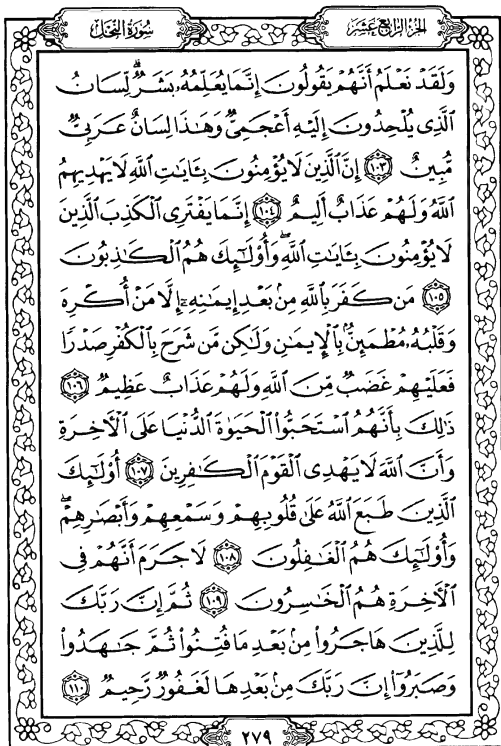 الجزء الرابع عشر
سورة النحل
وَلَقَدْ نَعْلَمُ أَنَّهُمْ يَقُولُونَ إِنَّمَا يُعَلِّمُهُۥ بَشَرٌ ۗ لِّسَانُ
ٱلَّذِى يُلْحِدُونَ إِلَيْهِ أَعْجَمِىٌّ وَهَـٰذَا لِسَانٌ عَرَبِىٌّ
مُّبِينٌ ١٠٣ إِنَّ ٱلَّذِينَ لَا يُؤْمِنُونَ بِـَٔايَـٰتِ ٱللَّهِ لَا يَهْدِيهِمُ
ٱللَّهُ وَلَهُمْ عَذَابٌ أَلِيمٌ ١٠٤ إِنَّمَا يَفْتَرِى ٱلْكَذِبَ ٱلَّذِينَ
لَا يُؤْمِنُونَ بِـَٔايَـٰتِ ٱللَّهِ ۖ وَأُو۟لَـٰٓئِكَ هُمُ ٱلْكَـٰذِبُونَ
١٠٥ مَن كَفَرَ بِٱللَّهِ مِنۢ بَعْدِ إِيمَـٰنِهِۦٓ إِلَّا مَنْ أُكْرِهَ
وَقَلْبُهُۥ مُطْمَئِنٌّۢ بِٱلْإِيمَـٰنِ وَلَـٰكِن مَّن شَرَحَ بِٱلْكُفْرِ صَدْرًا
فَعَلَيْهِمْ غَضَبٌ مِّنَ ٱللَّهِ وَلَهُمْ عَذَابٌ عَظِيمٌ ١٠٦
ذَٰلِكَ بِأَنَّهُمُ ٱسْتَحَبُّوا۟ ٱلْحَيَوٰةَ ٱلدُّنْيَا عَلَى ٱلْـَٔاخِرَةِ
وَأَنَّ ٱللَّهَ لَا يَهْدِى ٱلْقَوْمَ ٱلْكَـٰفِرِينَ ١٠٧ أُو۟لَـٰٓئِكَ
ٱلَّذِينَ طَبَعَ ٱللَّهُ عَلَىٰ قُلُوبِهِمْ وَسَمْعِهِمْ وَأَبْصَـٰرِهِمْ ۖ
وَأُو۟لَـٰٓئِكَ هُمُ ٱلْغَـٰفِلُونَ ١٠٨ لَا جَرَمَ أَنَّهُمْ فِى
ٱلْـَٔاخِرَةِ هُمُ ٱلْخَـٰسِرُونَ ١٠٩ ثُمَّ إِنَّ رَبَّكَ
لِلَّذِينَ هَاجَرُوا۟ مِنۢ بَعْدِ مَا فُتِنُوا۟ ثُمَّ جَـٰهَدُوا۟
وَصَبَرُوٓا۟ إِنَّ رَبَّكَ مِنۢ بَعْدِهَا لَغَفُورٌ رَّحِيمٌ ١١٠
٢٧٩